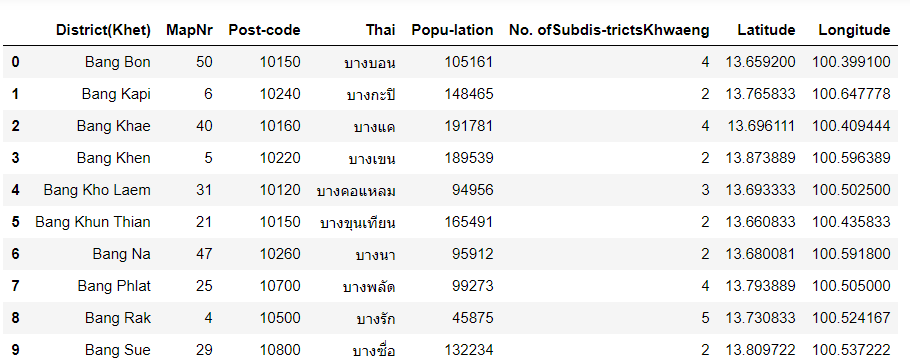 District(Khet) MapNr Post-code Thai Popu-lation No. ofSubdis-trictsKhwaeng Latitude Longitude
0 Bang Bon 50 10150 บางบอน 105161 4 13.659200 100.399100
1 Bang Kapi 6 10240 บางกะปิ 148465 2 13.765833 100.647778
2 Bang Khae 40 10160 บางแค 191781 4 13.696111 100.409444
3 Bang Khen 5 10220 บางเขน 189539 2 13.873889 100.596389
4 Bang Kho Laem 31 10120 บางคอแหลม 94956 3 13.693333 100.502500
5 Bang Khun Thian 21 10150 บางขุนเทียน 165491 2 13.660833 100.435833
6 Bang Na 47 10260 บางนา 95912 2 13.680081 100.591800
7 Bang Phlat 25 10700 บางพลัด 99273 4 13.793889 100.505000
8 Bang Rak 4 10500 บางรัก 45875 5 13.730833 100.524167
9 Bang Sue 29 10800 บางซื่อ 132234 2 13.809722 100.537222